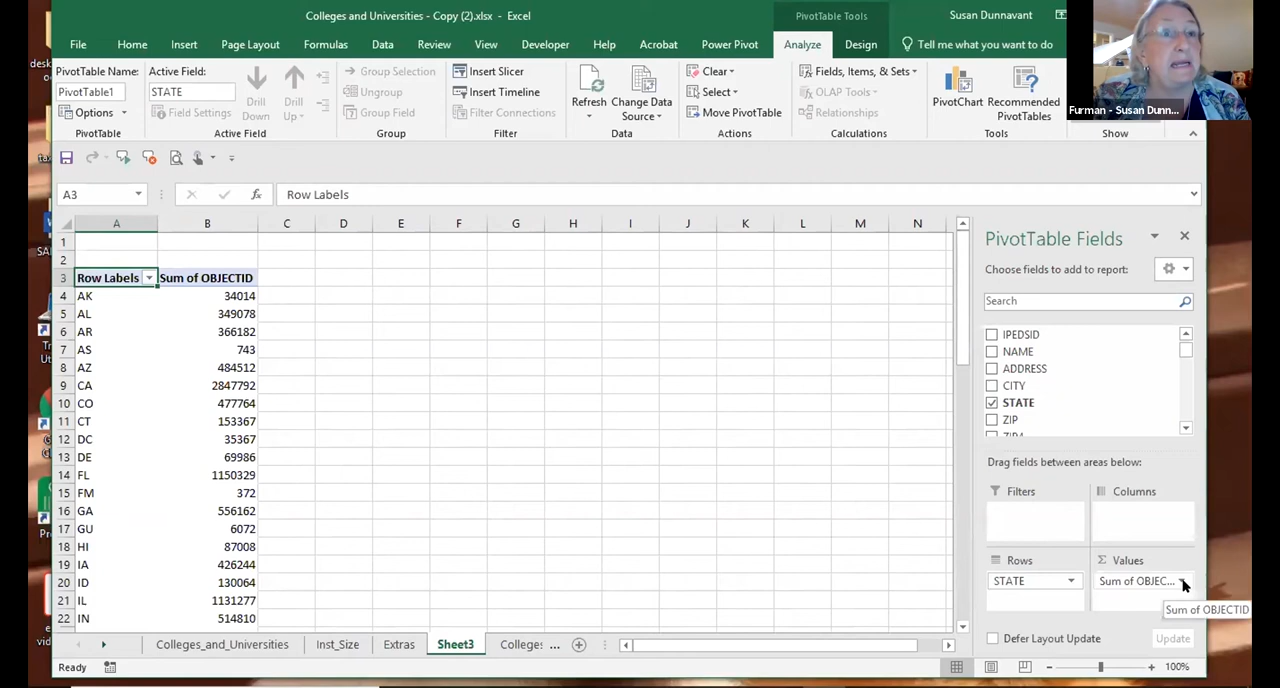 Colleges and Universities - Copy (2).xlsx - Excel
PivotTable Tools
Susan Dunnavant
File Home Insert Page Layout Formulas Data Review View Developer Help Acrobat Power Pivot Analyze Design Tell me what you want to do
PivotTable Name:
PivotTable1
Options
PivotTable
Active Field:
STATE
Field Settings
Drill Down
Drill Up
Active Field
Group Selection
Ungroup
Group Field
Group
Insert Slicer
Insert Timeline
Filter Connections
Filter
Refresh
Change Data Source
Data
Clear
Select
Move PivotTable
Actions
Fields, Items, & Sets
OLAP Tools
Relationships
Calculations
PivotChart
Recommended PivotTables
Tools
Show
Furman - Susan Dunn...
A3
fx
Row Labels
A B C D E F G H I J K L M N
1
2
3 Row Labels Sum of OBJECTID
4 AK 34014
5 AL 349078
6 AR 366182
7 AS 743
8 AZ 484512
9 CA 2847792
10 CO 477764
11 CT 153367
12 DC 35367
13 DE 69986
14 FL 1150329
15 FM 372
16 GA 556162
17 GU 6072
18 HI 87008
19 IA 426244
20 ID 130064
21 IL 1131277
22 IN 514810
PivotTable Fields
Choose fields to add to report:
Search
IPEDSID
NAME
ADDRESS
CITY
STATE
ZIP
Drag fields between areas below:
Filters
Columns
Rows
Σ Values
STATE
Sum of OBJEC...
Sum of OBJECTID
Defer Layout Update
Update
Colleges_and_Universities Inst_Size Extras Sheet3 Colleges ...
Ready
100%